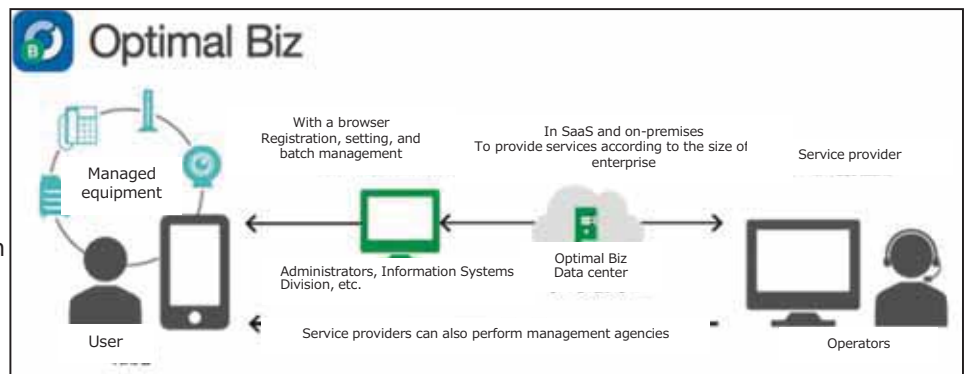 Optimal Biz
B
With a browser
Registration, setting, and
batch management
In SaaS and on-premises
To provide services according to the size of
enterprise
Service provider
Managed
equipment
Administrators, Information Systems
Division, etc.
Optimal Biz
Data center
User
Service providers can also perform management agencies
Operators